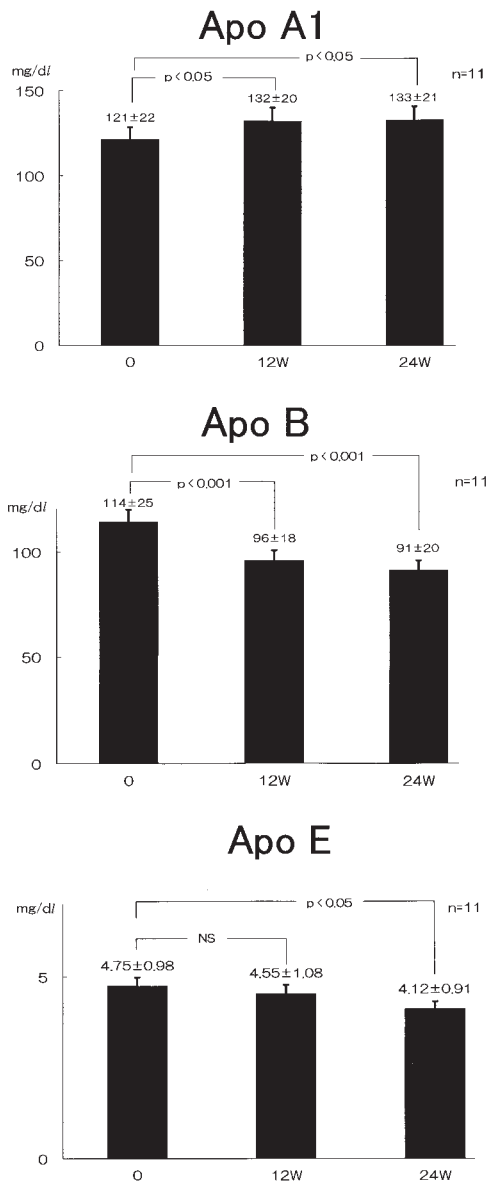 Apo A1
p<0.05
mg/dl
p<0.05
n=11
150
121±22
132±20
133±21
100
50
0
0
12W
24W
Apo B
p<0.001
p<0.001
n=11
mg/dl
114±25
96±18
91±20
100
50
0
0
12W
24W
Apo E
mg/dl
p<0.05
n=11
NS
4.75±0.98
4.55±1.08
4.12±0.91
5
0
0
12W
24W